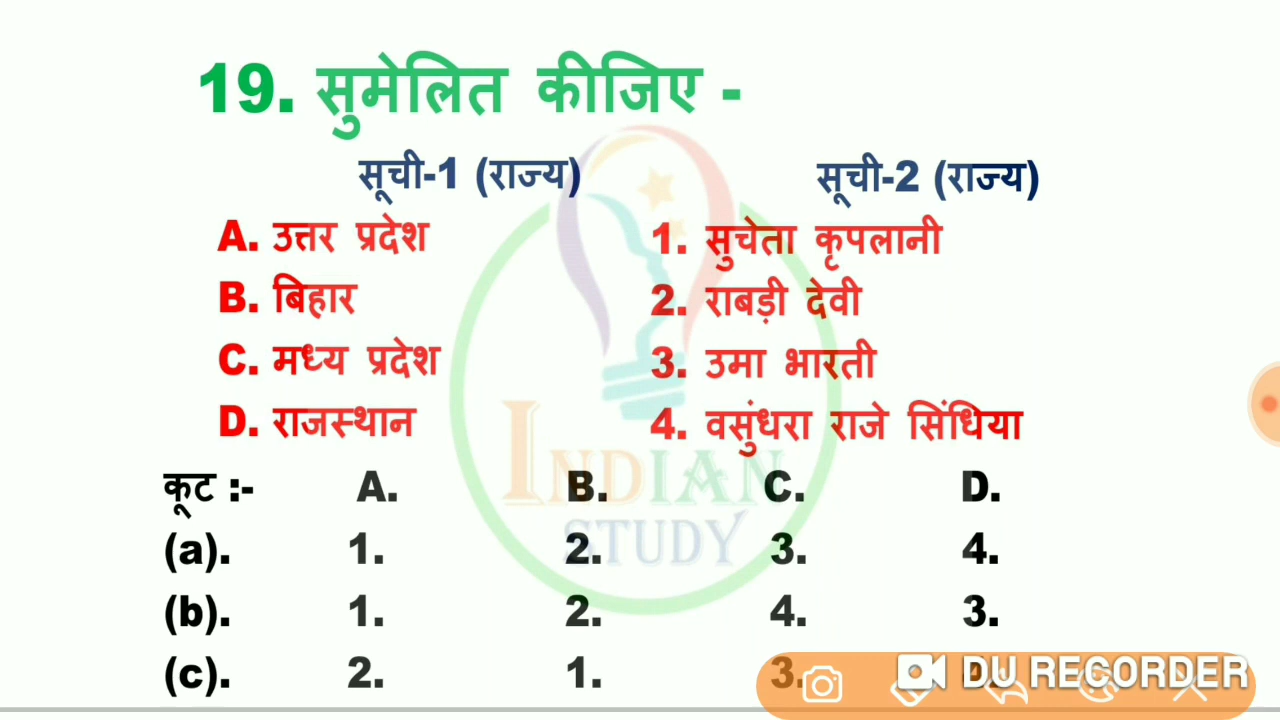 19. सुमेलित कीजिए -
सूची-1 (राज्य) सूची-2 (राज्य)
A. उत्तर प्रदेश 1. सुचेता कृपलानी
B. बिहार 2. राबड़ी देवी
C. मध्य प्रदेश 3. उमा भारती
D. राजस्थान 4. वसुंधरा राजे सिंधिया
INDIAN
STUDY
कूट :- A. B. C. D.
(a). 1. 2. 3. 4.
(b). 1. 2. 4. 3.
(c). 2. 1. 3.
DU RECORDER